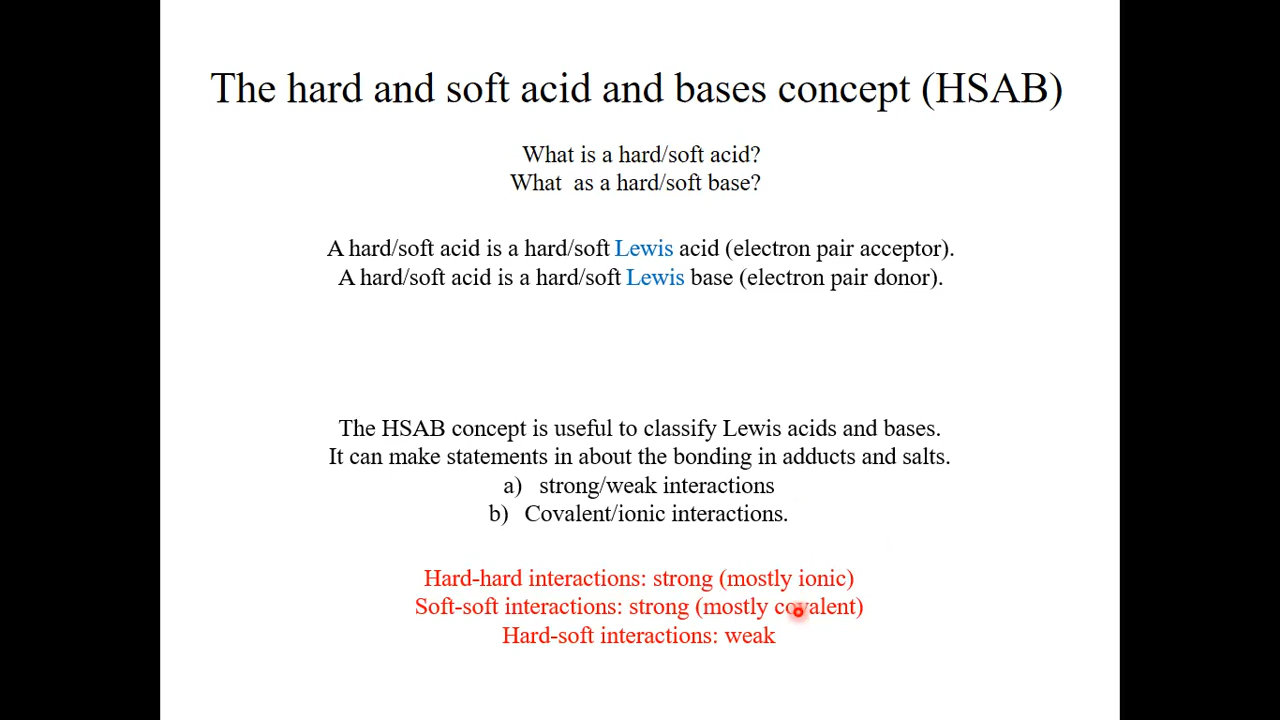 The hard and soft acid and bases concept (HSAB)
What is a hard/soft acid?
What as a hard/soft base?
A hard/soft acid is a hard/soft Lewis acid (electron pair acceptor).
A hard/soft acid is a hard/soft Lewis base (electron pair donor).
The HSAB concept is useful to classify Lewis acids and bases.
It can make statements in about the bonding in adducts and salts.
a) strong/weak interactions
b) Covalent/ionic interactions.
Hard-hard interactions: strong (mostly ionic)
Soft-soft interactions: strong (mostly covalent)
Hard-soft interactions: weak